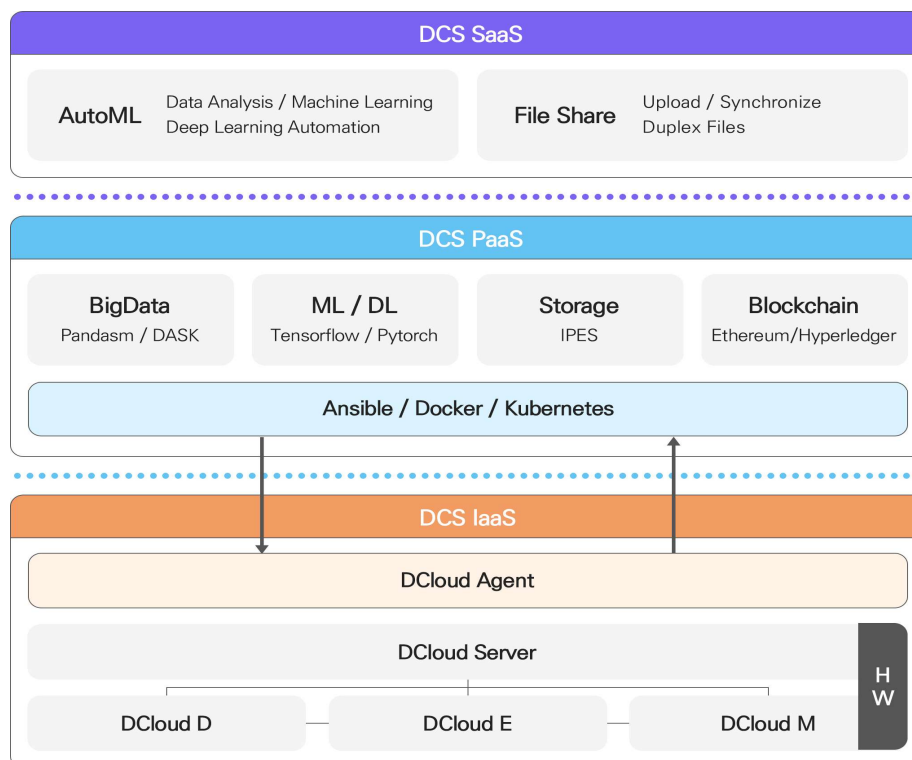 DCS SaaS
AutoML
Data Analysis / Machine Learning
Deep Learning Automation
File Share
Upload / Synchronize
Duplex Files
DCS PaaS
BigData
Pandasm / DASK
ML / DL
Tensorflow / Pytorch
Storage
IPES
Blockchain
Ethereum/Hyperledger
Ansible / Docker / Kubernetes
DCS IaaS
DCloud Agent
DCloud Server
H
W
DCloud D
DCloud E
DCloud M